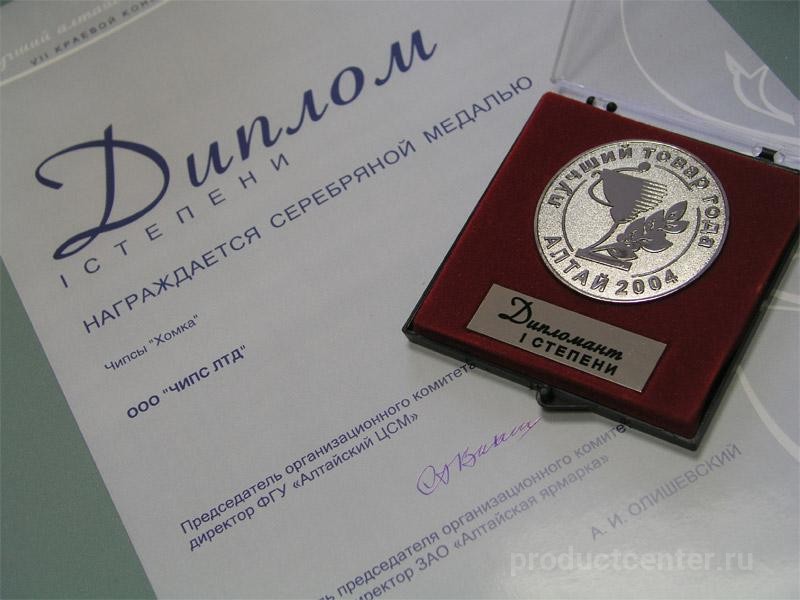 VII КРАЕВОЙ
Диплом
I СТЕПЕНИ
НАГРАЖДАЕТСЯ СЕРЕБРЯНОЙ МЕДАЛЬЮ
Чипсы "Хомка"
ООО "ЧИПС ЛТД"
Председатель организационного комитета
директор ФГУ «Алтайский ЦСМ»
председателя организационного комитета
директор ЗАО «Алтайская ярмарка»
А. И. ОЛИШЕВСКИЙ
ЛУЧШИЙ ТОВАР ГОДА
АЛТАЙ 2004
Дипломант
I СТЕПЕНИ
productcenter.ru